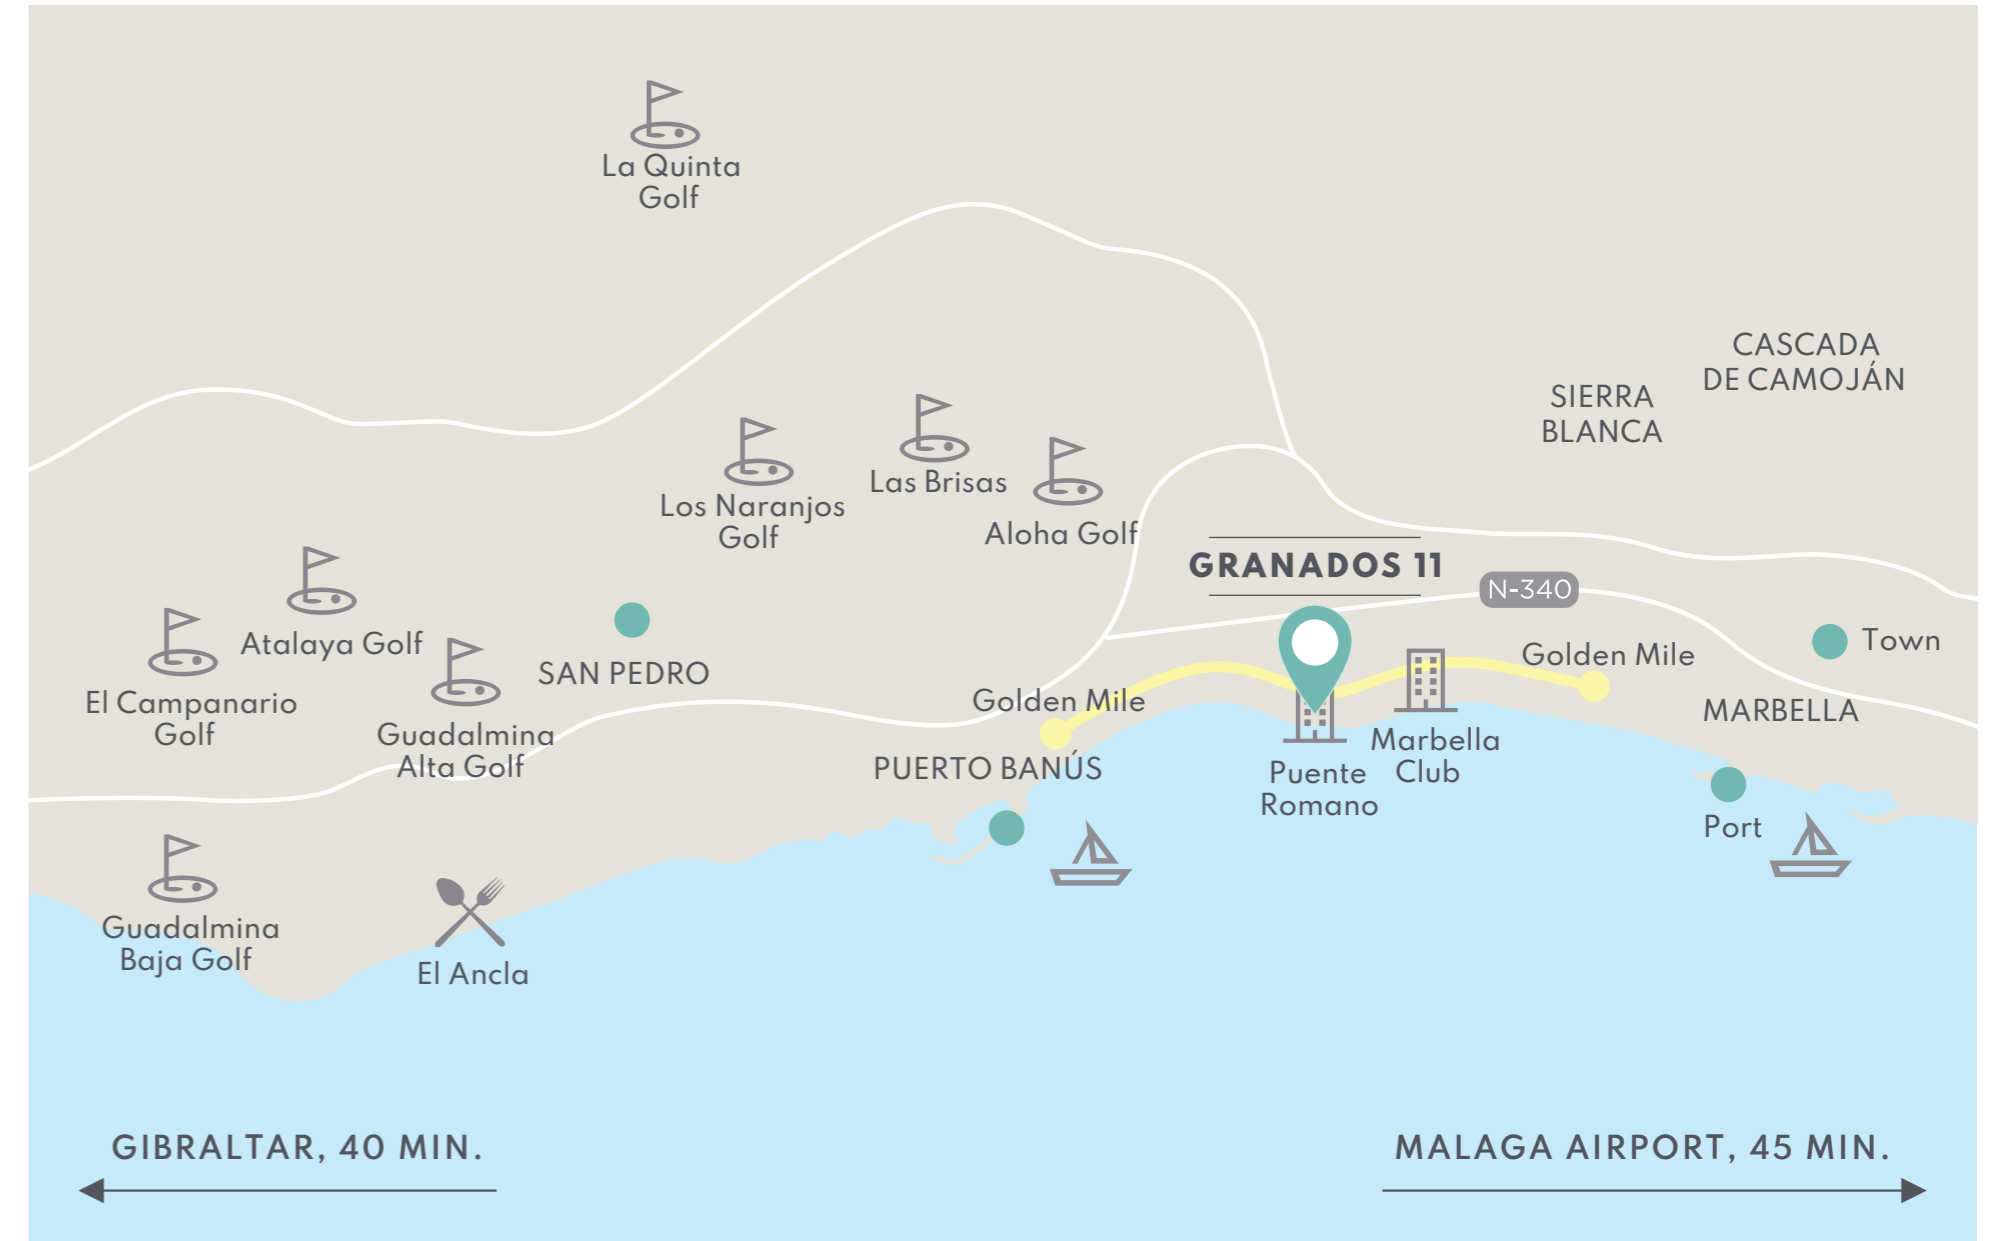 La Quinta
Golf
CASCADA
DE CAMOJÁN
SIERRA
BLANCA
Las Brisas
Los Naranjos
Golf
Aloha Golf
GRANADOS 11
N-340
Atalaya Golf
El Campanario
Golf
Guadalmina
Alta Golf
SAN PEDRO
Golden Mile
PUERTO BANÚS
Golden Mile
Town
MARBELLA
Marbella
Club
Puente
Romano
Port
Guadalmina
Baja Golf
El Ancla
GIBRALTAR, 40 MIN.
MALAGA AIRPORT, 45 MIN.